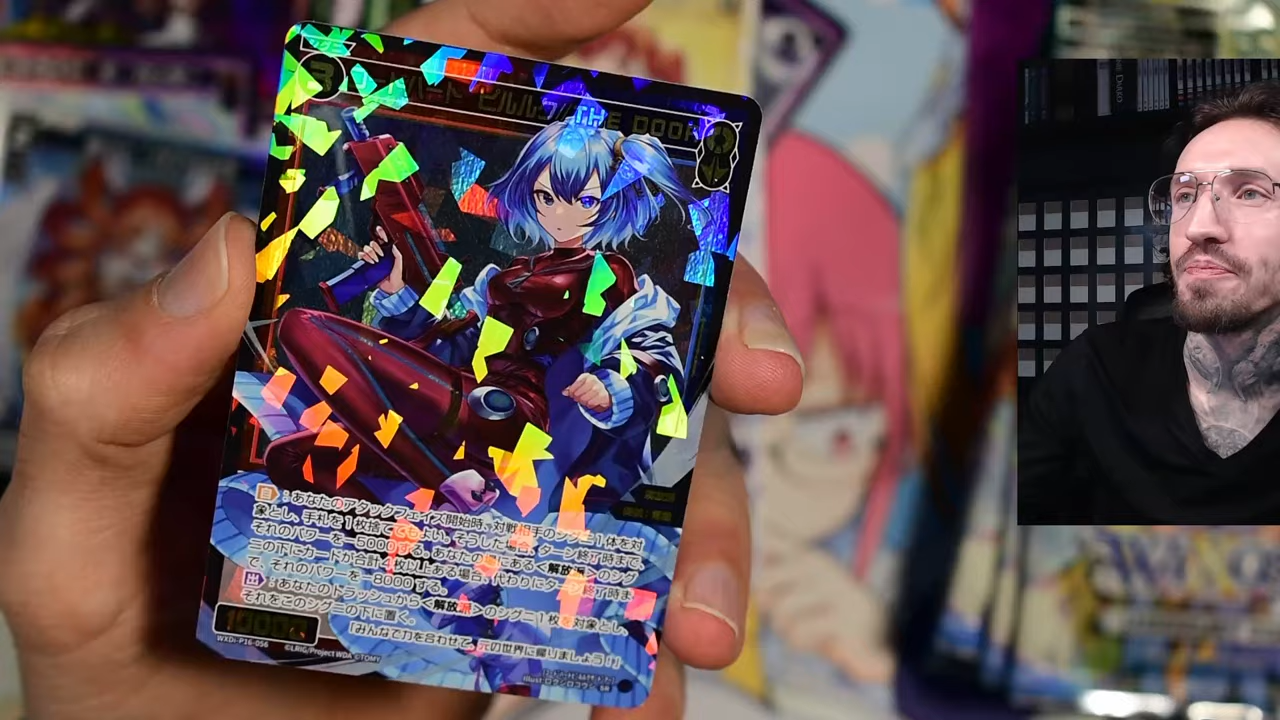 3
ビルルク//THE DOOR
自：あなたのアタックフェイズ開始時、対戦相手のシグニ1体を対
象とし、手札を1枚捨ててもよい。そうした場合、ターン終了時まで、
それのパワーを－5000する。あなたの場にある＜解放派＞のシグ
ニの下にカードが合計4枚以上ある場合、代わりにターン終了時ま
で、それのパワーを－8000する。
出：あなたのトラッシュから＜解放派＞のシグニ1枚を対象とし、
それをこのシグニの下に置く。
「みんなで力を合わせて、元の世界に帰りましょう！」
10000
WXDi-P16-056
©LRIG/Project WDA ©TOMY
Illust SR